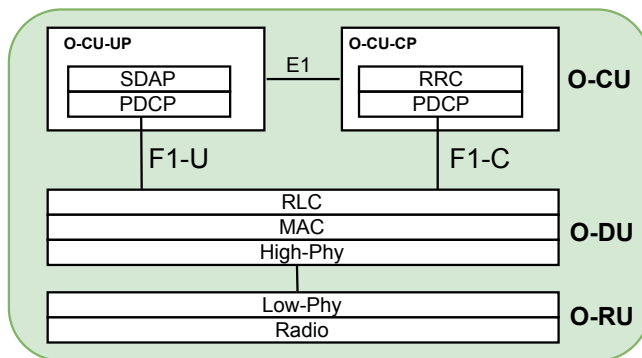 O-CU-UP
O-CU-CP
SDAP
PDCP
E1
RRC
PDCP
O-CU
F1-U
F1-C
RLC
MAC
High-Phy
O-DU
Low-Phy
Radio
O-RU